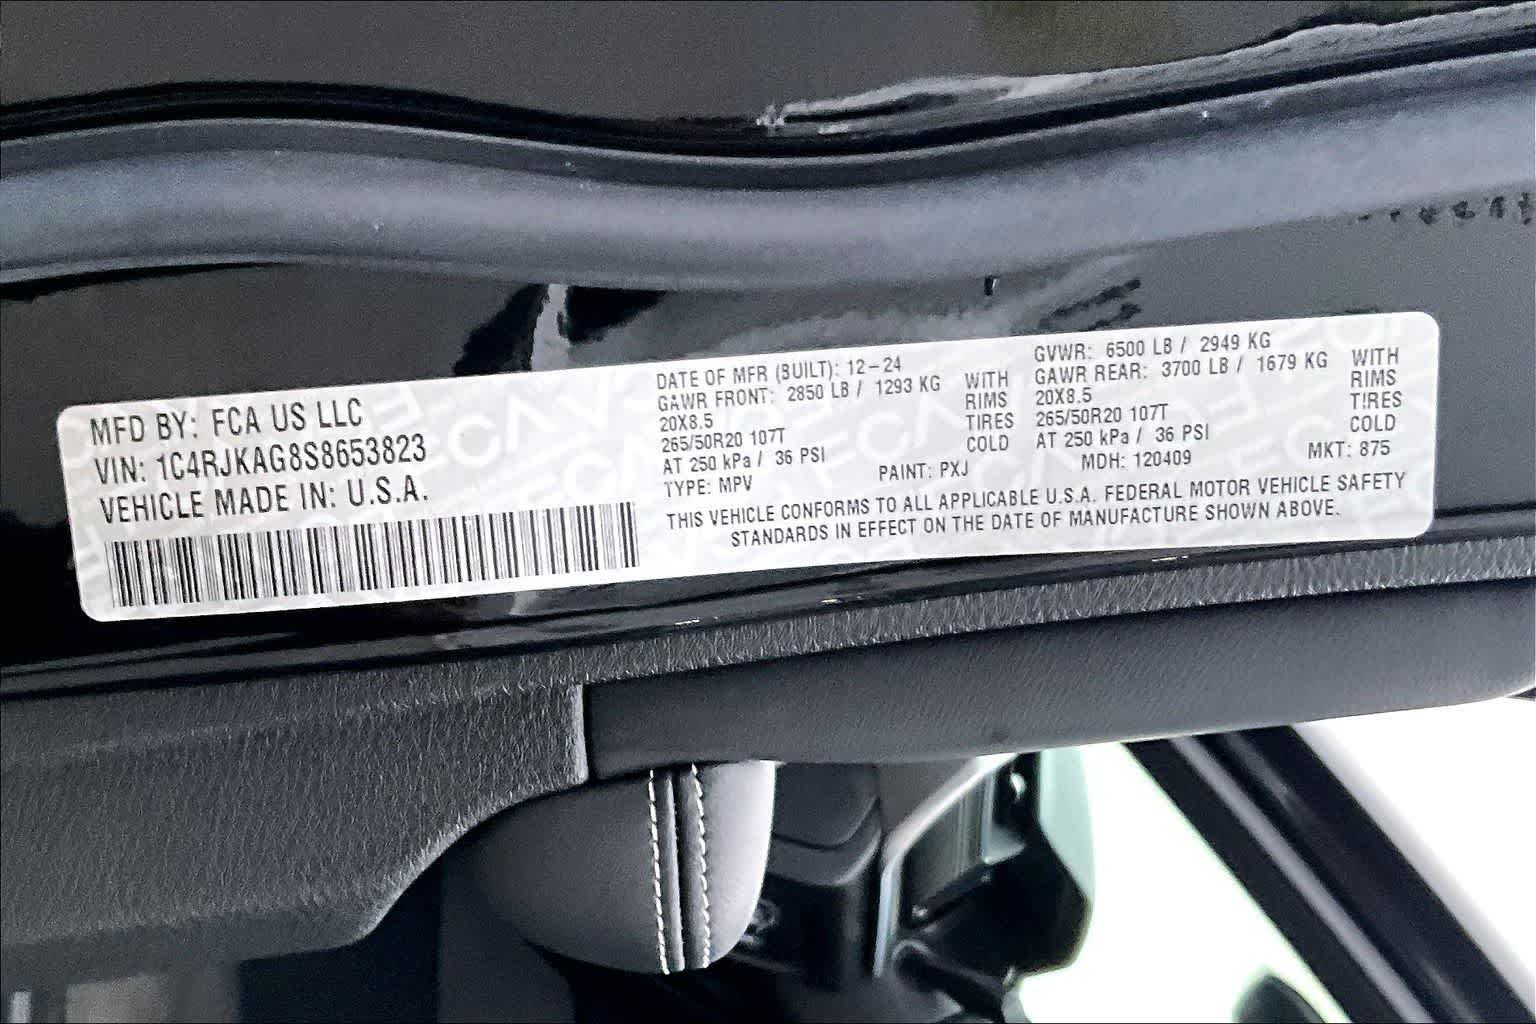 MFD BY: FCA US LLC
VIN: 1C4RJKAG8S8653823
VEHICLE MADE IN: U.S.A.
DATE OF MFR (BUILT): 12-24
GAWR FRONT: 2850 LB / 1293 KG WITH
20X8.5 RIMS
265/50R20 107T TIRES
AT 250 kPa / 36 PSI COLD
TYPE: MPV PAINT: PXJ
GVWR: 6500 LB / 2949 KG
GAWR REAR: 3700 LB / 1679 KG WITH
20X8.5 RIMS
265/50R20 107T TIRES
AT 250 kPa / 36 PSI COLD
MDH: 120409 MKT: 875
THIS VEHICLE CONFORMS TO ALL APPLICABLE U.S.A. FEDERAL MOTOR VEHICLE SAFETY
STANDARDS IN EFFECT ON THE DATE OF MANUFACTURE SHOWN ABOVE.